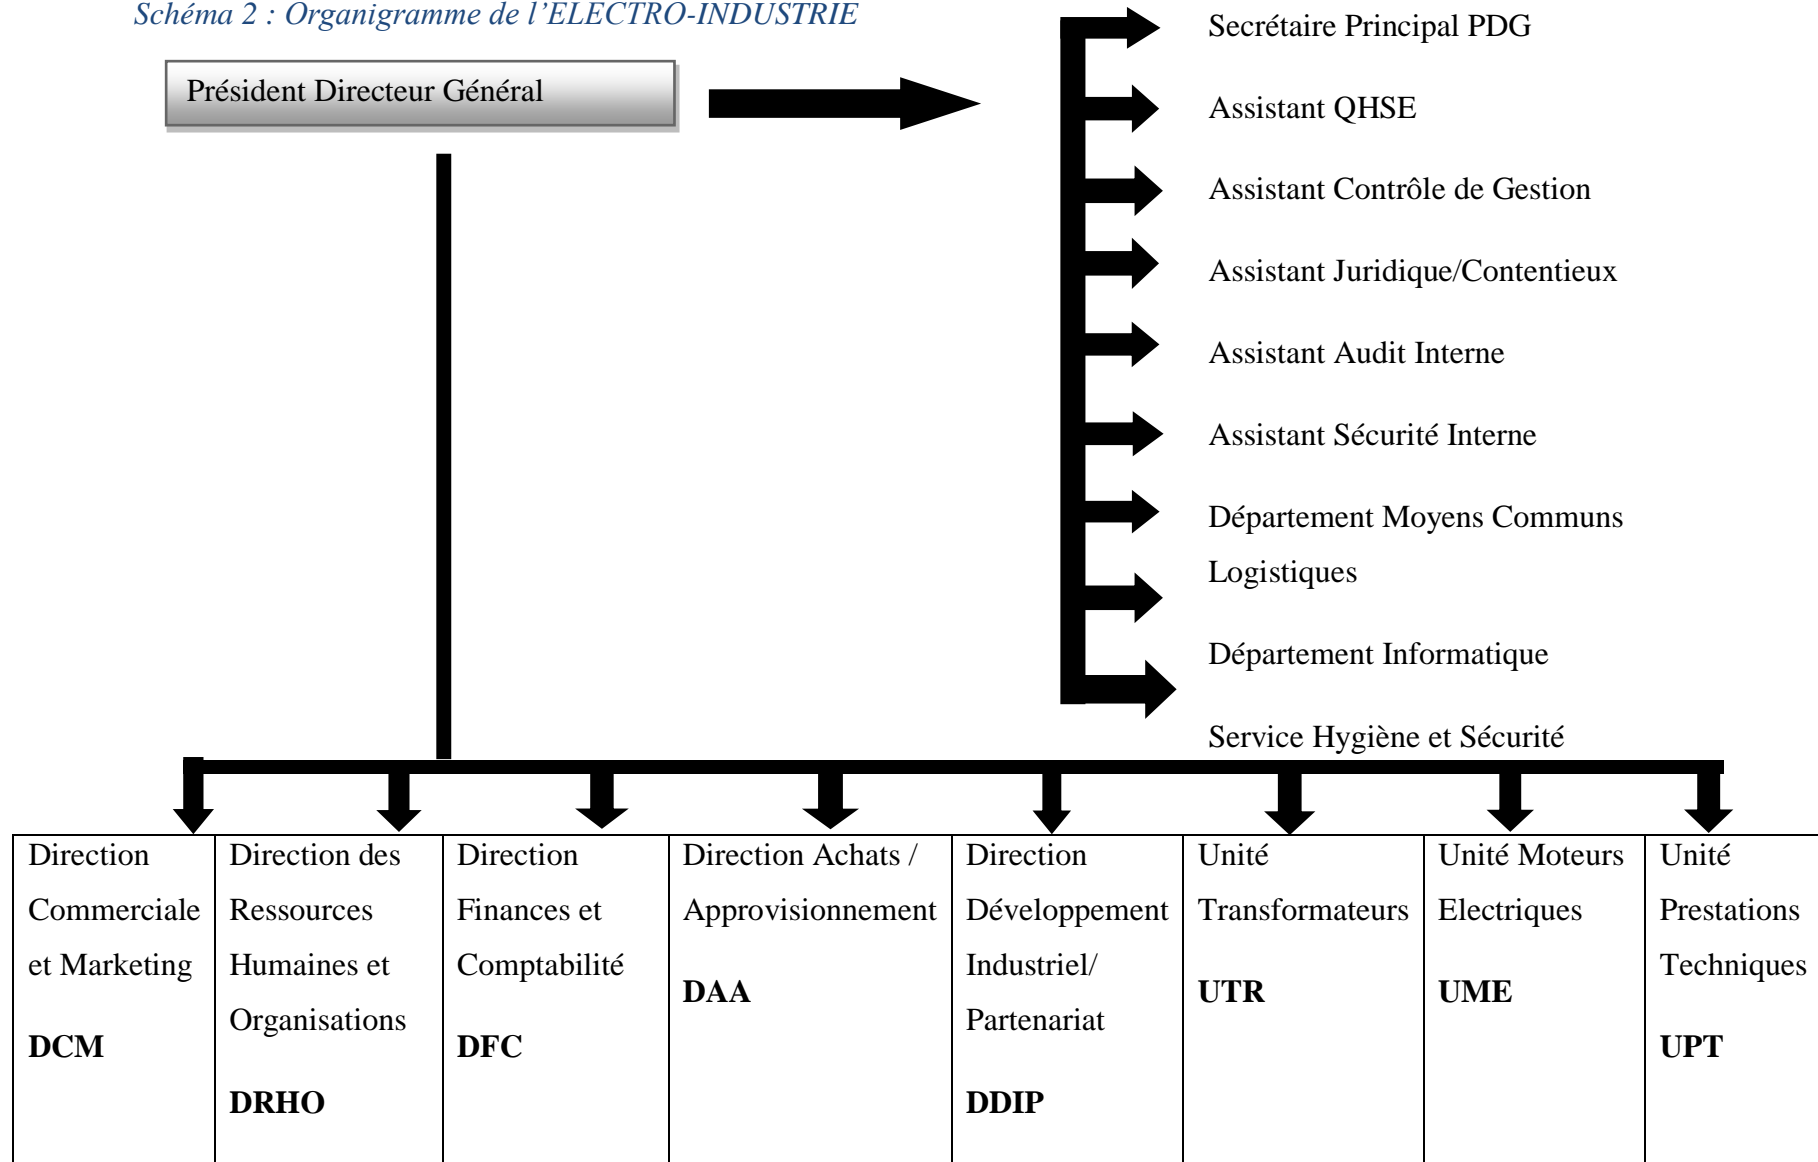 Schéma 2 : Organigramme de l’ELECTRO-INDUSTRIE
Président Directeur Général
Secrétaire Principal PDG
Assistant QHSE
Assistant Contrôle de Gestion
Assistant Juridique/Contentieux
Assistant Audit Interne
Assistant Sécurité Interne
Département Moyens Communs
Logistiques
Département Informatique
Service Hygiène et Sécurité
Direction
Commerciale
et Marketing
DCM
Direction des
Ressources
Humaines et
Organisations
DRHO
Direction
Finances et
Comptabilité
DFC
Direction Achats /
Approvisionnement
DAA
Direction
Développement
Industriel/
Partenariat
DDIP
Unité
Transformateurs
UTR
Unité Moteurs
Electriques
UME
Unité
Prestations
Techniques
UPT